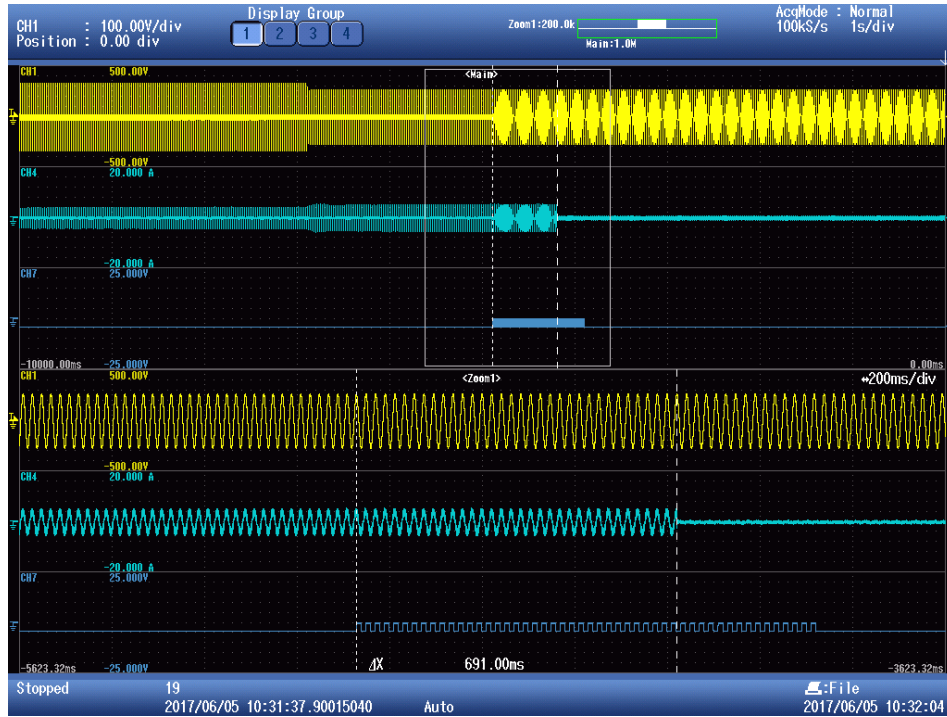 CH1 : 100.00V/div
Position : 0.00 div
Display Group
1 2 3 4
Zoom1:200.0k
Main:1.0M
AcqMode : Normal
100kS/s 1s/div
CH1 500.00V
<Main>
-500.00V
CH4 20.000 A
-20.000 A
CH7 25.000V
-10000.00ms -25.000V 0.00ms
CH1 500.00V
<Zoom1>
↔200ms/div
-500.00V
CH4 20.000 A
-20.000 A
CH7 25.000V
ΔX 691.00ms
-5623.32ms -25.000V -3623.32ms
Stopped 19
2017/06/05 10:31:37.90015040 Auto
:File
2017/06/05 10:32:04